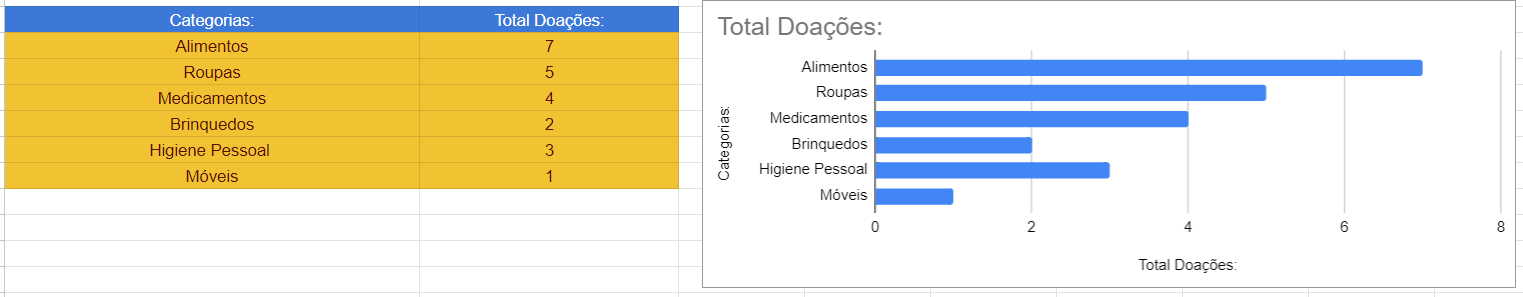 Categorias: Total Doações:
Alimentos 7
Roupas 5
Medicamentos 4
Brinquedos 2
Higiene Pessoal 3
Móveis 1
Total Doações:
Categorias:
Alimentos
Roupas
Medicamentos
Brinquedos
Higiene Pessoal
Móveis
0 2 4 6 8
Total Doações: